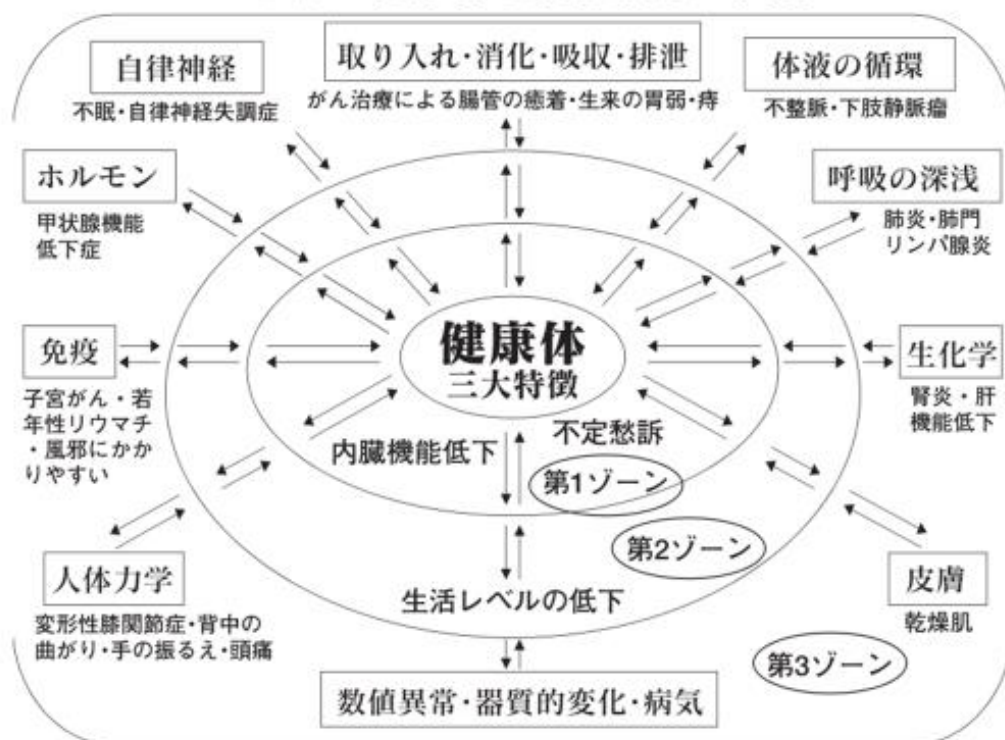 自律神経
不眠・自律神経失調症
取り入れ・消化・吸収・排泄
がん治療による腸管の癒着・生来の胃弱・痔
体液の循環
不整脈・下肢静脈瘤
ホルモン
甲状腺機能
低下症
呼吸の深浅
肺炎・肺門
リンパ腺炎
健康体
三大特徴
免疫
子宮がん・若
年性リウマチ
・風邪にかか
りやすい
生化学
腎炎・肝
機能低下
内臓機能低下
不定愁訴
第1ゾーン
第2ゾーン
生活レベルの低下
人体力学
変形性膝関節症・背中の
曲がり・手の振るえ・頭痛
皮膚
乾燥肌
第3ゾーン
数値異常・器質的変化・病気